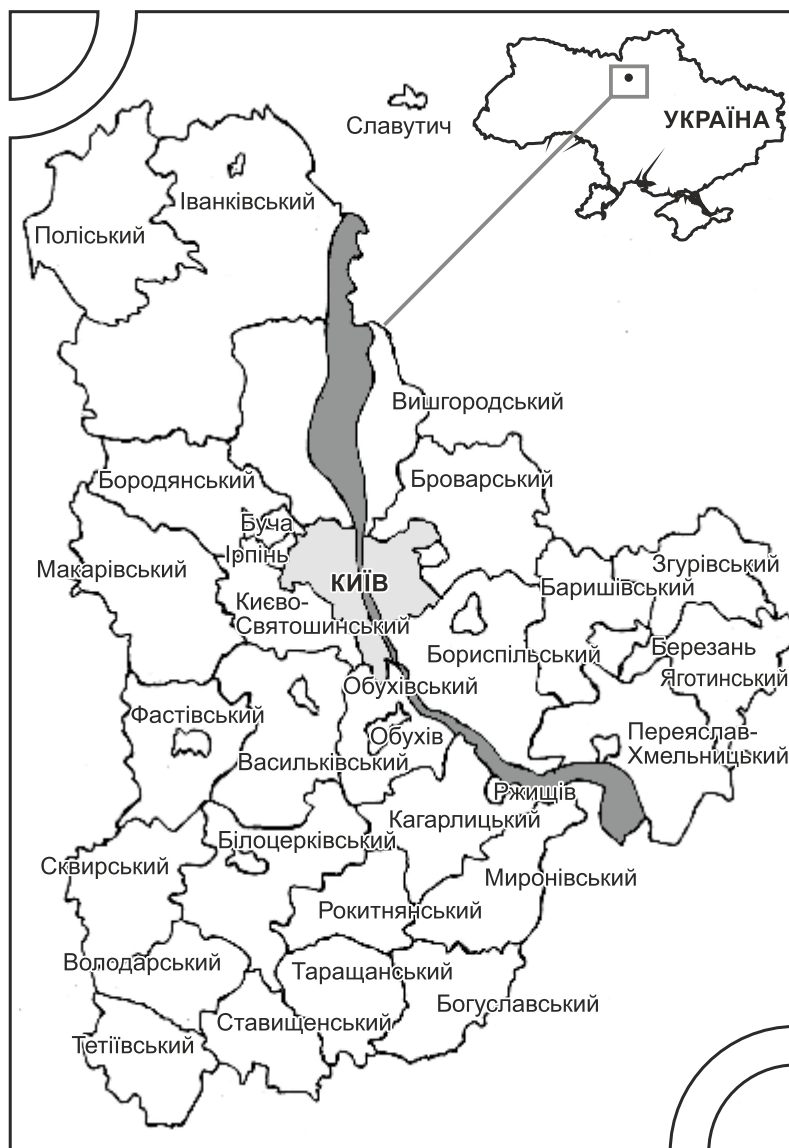 Славутич
УКРАЇНА
Іванківський
Поліський
Вишгородський
Бородянський
Броварський
Буча
Ірпінь
Макарівський
КИЇВ
Згурівський
Баришівський
Києво-
Святошинський
Бориспільський
Березань
Яготинський
Обухівський
Фастівський
Обухів
Васильківський
Переяслав-
Хмельницький
Ржищів
Кагарлицький
Білоцерківський
Сквирський
Миронівський
Рокитнянський
Володарський
Таращанський
Богуславський
Ставищенський
Тетіївський